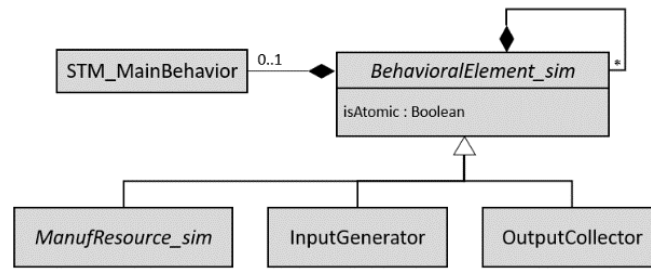 0..1
STM_MainBehavior
BehavioralElement_sim
*
isAtomic : Boolean
ManufResource_sim
InputGenerator
OutputCollector